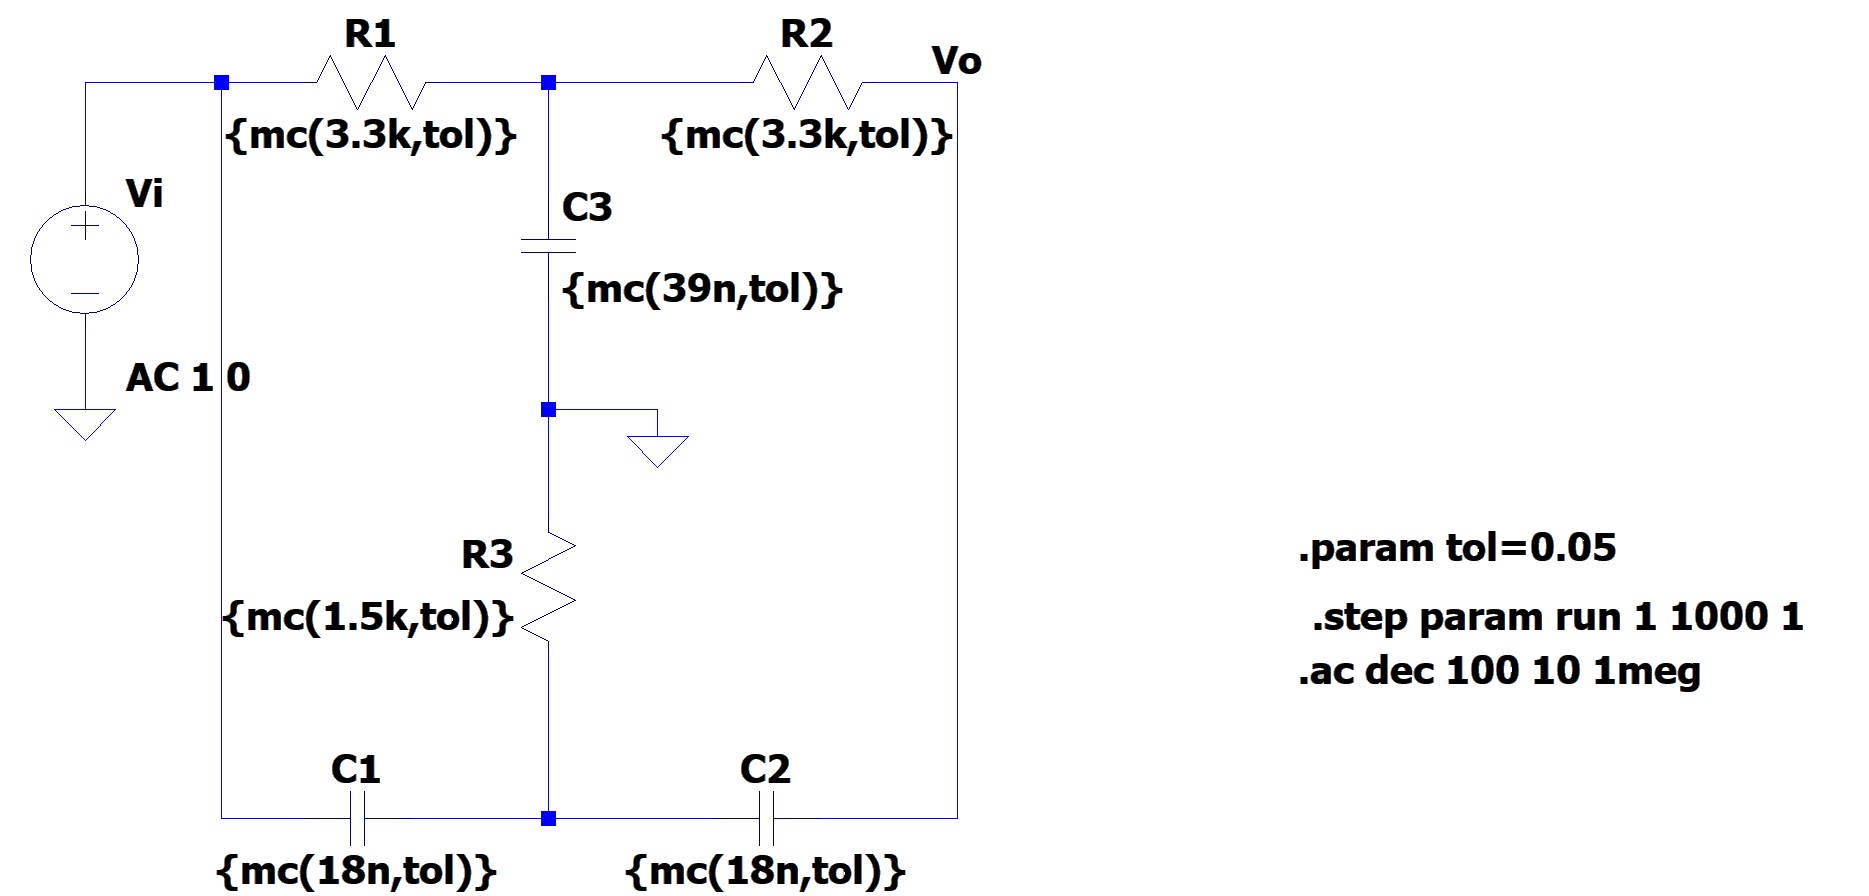 R1
R2
Vo
{mc(3.3k,tol)}
{mc(3.3k,tol)}
Vi
C3
{mc(39n,tol)}
AC 1 0
R3
.param tol=0.05
{mc(1.5k,tol)}
.step param run 1 1000 1
.ac dec 100 10 1meg
C1
C2
{mc(18n,tol)}
{mc(18n,tol)}